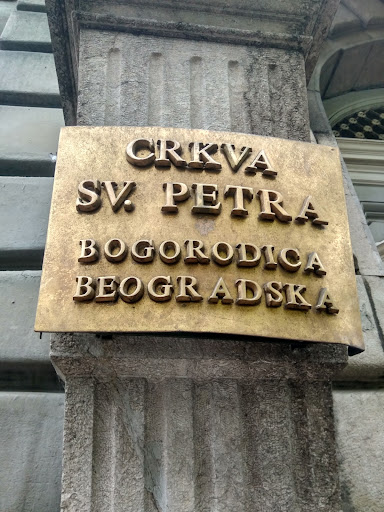 CRKVA
SV. PETRA
BOGORODICA
BEOGRADSKA